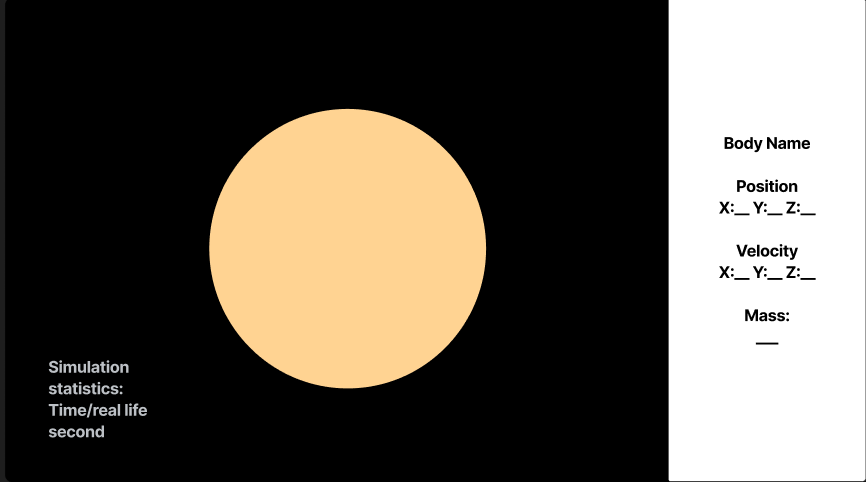 Body Name
Position
X:__ Y:__ Z:__
Velocity
X:__ Y:__ Z:__
Mass:
___
Simulation
statistics:
Time/real life
second